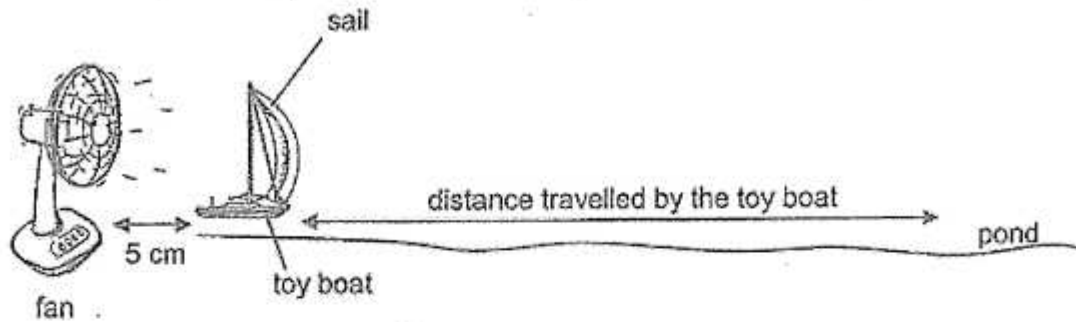 sail
distance travelled by the toy boat
5 cm
pond
toy boat
fan